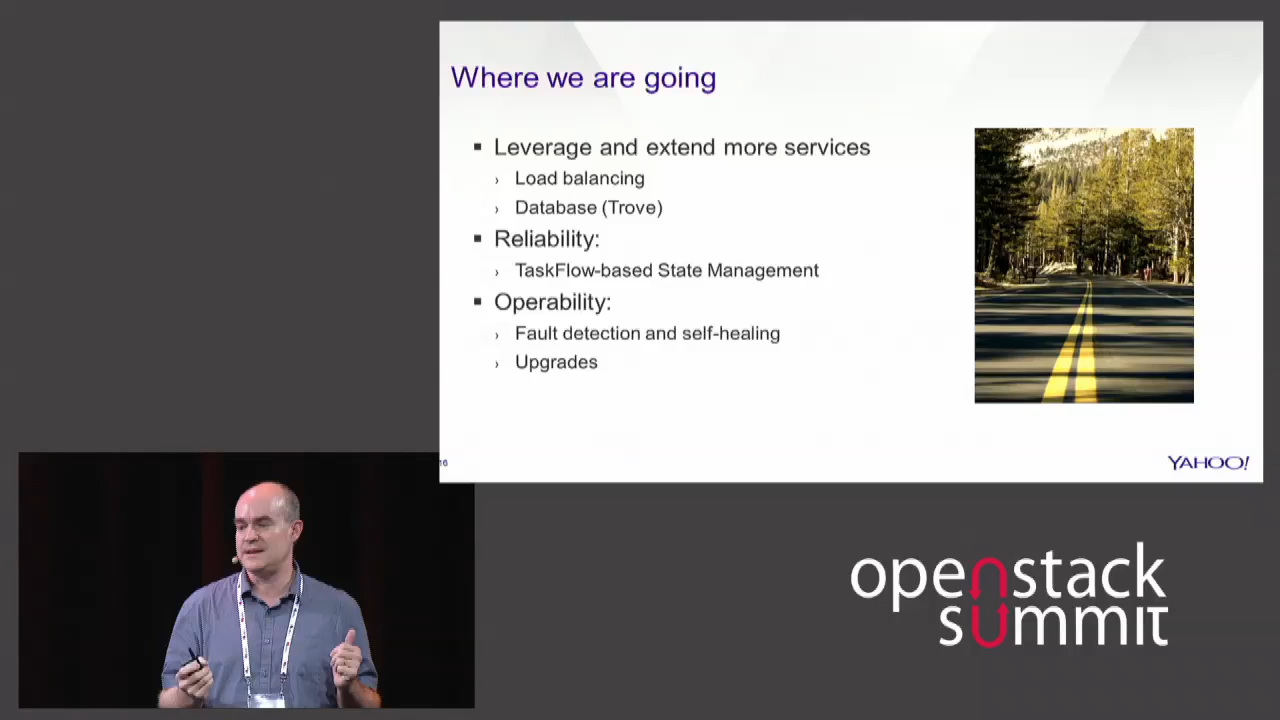 Where we are going
▪ Leverage and extend more services
› Load balancing
› Database (Trove)
▪ Reliability:
› TaskFlow-based State Management
▪ Operability:
› Fault detection and self-healing
› Upgrades
16
YAHOO!
openstack
summit